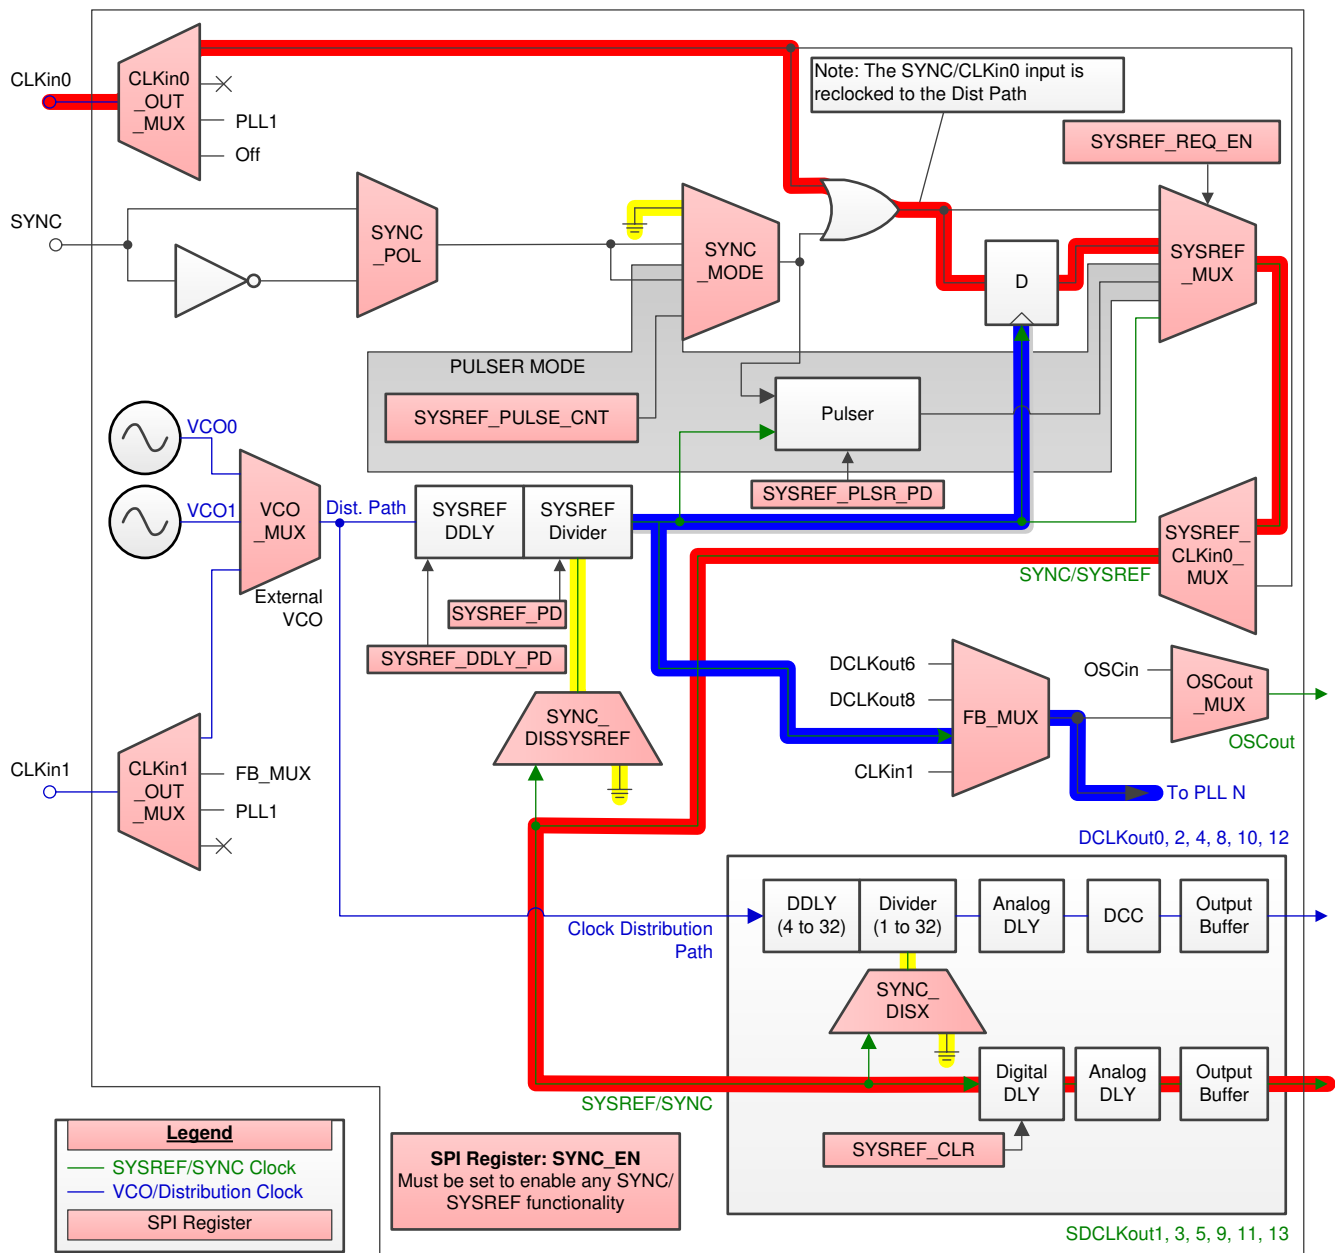 CLKin0
CLKin0
_OUT
_MUX
PLL1
Off
Note: The SYNC/CLKin0 input is
reclocked to the Dist Path
SYSREF_REQ_EN
SYNC
SYNC
_POL
SYNC
_MODE
D
SYSREF
_MUX
PULSER MODE
SYSREF_PULSE_CNT
Pulser
SYSREF_PLSR_PD
VCO0
VCO1
VCO
_MUX
External
VCO
Dist. Path
SYSREF
DDLY
SYSREF
Divider
SYSREF_PD
SYSREF_DDLY_PD
SYNC/SYSREF
SYSREF_
CLKin0_
MUX
SYNC_
DISSYSREF
DCLKout6
DCLKout8
CLKin1
FB_MUX
OSCin
OSCout
_MUX
OSCout
To PLL N
CLKin1
CLKin1
_OUT
_MUX
FB_MUX
PLL1
DCLKout0, 2, 4, 8, 10, 12
Clock Distribution
Path
DDLY
(4 to 32)
Divider
(1 to 32)
Analog
DLY
DCC
Output
Buffer
SYNC_
DISX
SYSREF/SYNC
Digital
DLY
Analog
DLY
Output
Buffer
SYSREF_CLR
SDCLKout1, 3, 5, 9, 11, 13
Legend
SYSREF/SYNC Clock
VCO/Distribution Clock
SPI Register
SPI Register: SYNC_EN
Must be set to enable any SYNC/
SYSREF functionality